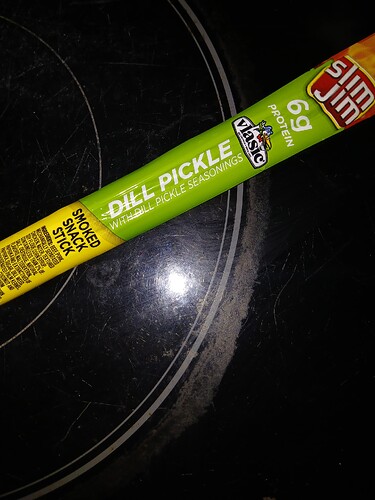 slim
Jim
6g
PROTEIN
Vlasic
DILL PICKLE
WITH DILL PICKLE SEASONINGS
SMOKED
SNACK
STICK